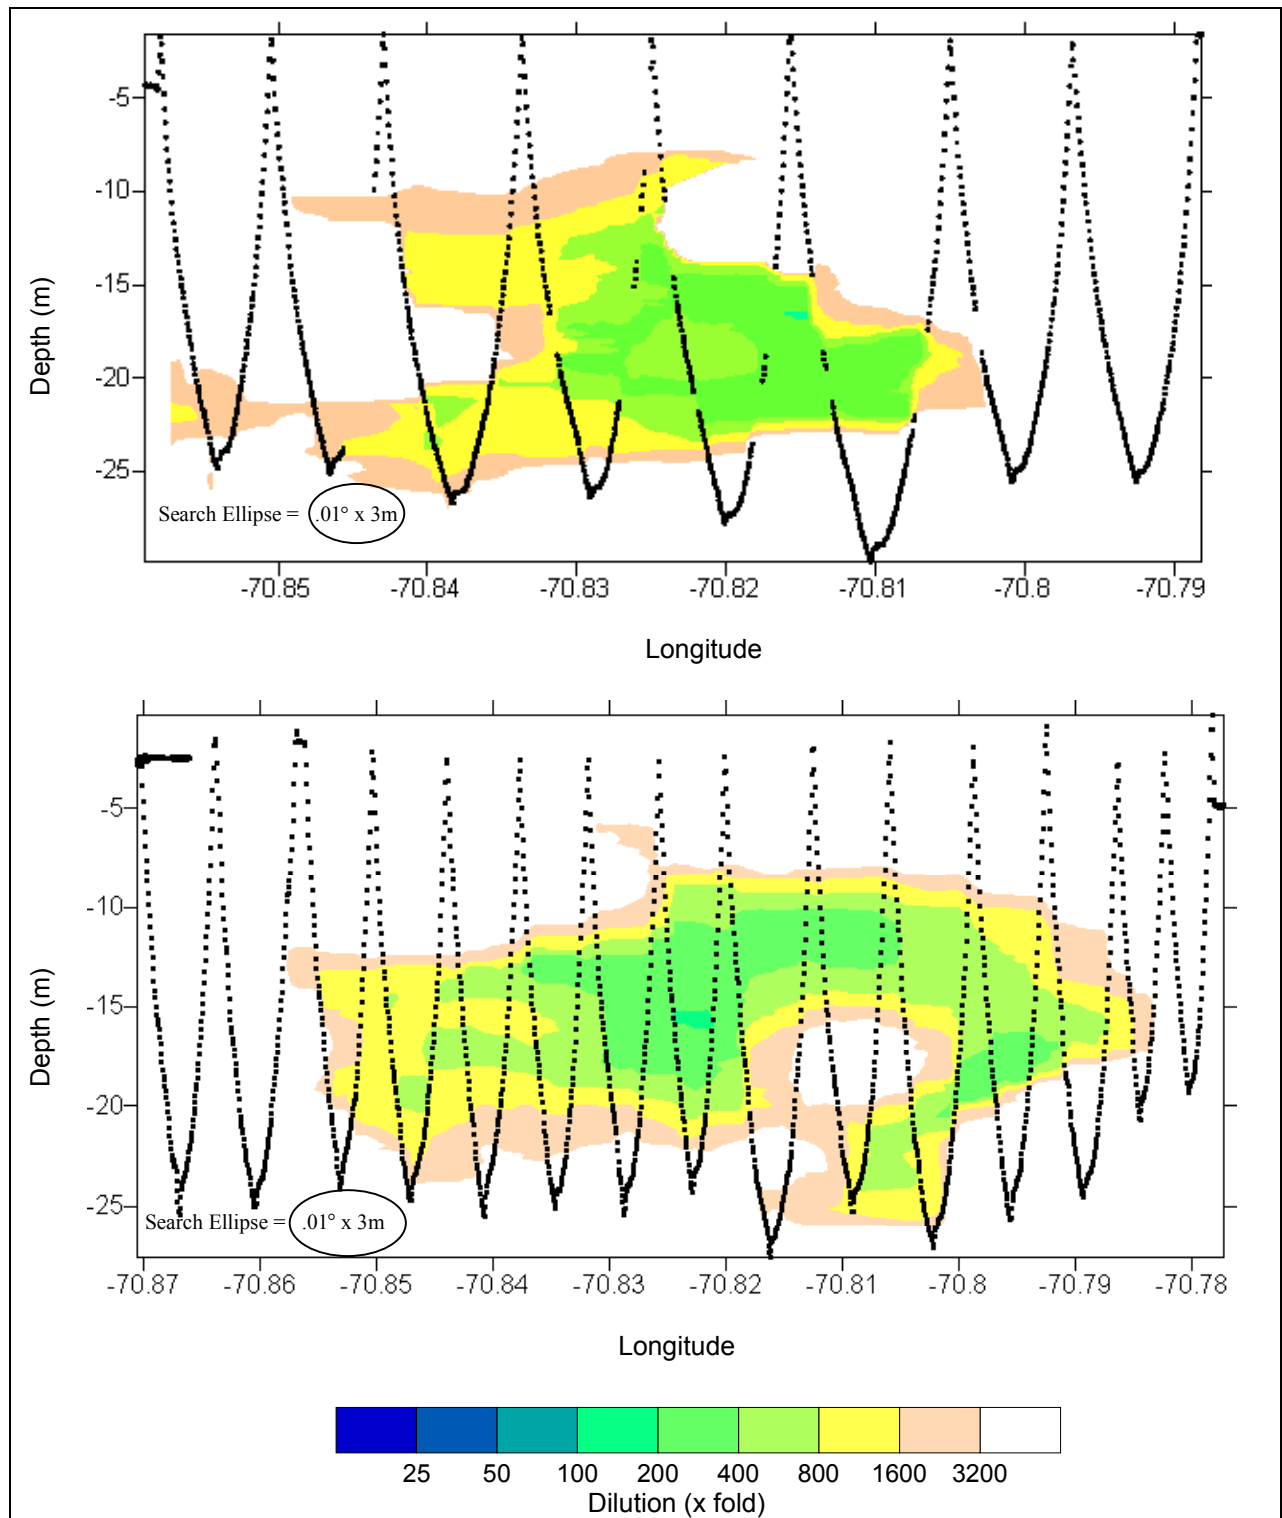 -5
-10
-15
-20
-25
Depth (m)
Search Ellipse = .01° x 3m
-70.85 -70.84 -70.83 -70.82 -70.81 -70.8 -70.79
Longitude
-5
-10
-15
-20
-25
Depth (m)
Search Ellipse = .01° x 3m
-70.87 -70.86 -70.85 -70.84 -70.83 -70.82 -70.81 -70.8 -70.79 -70.78
Longitude
25 50 100 200 400 800 1600 3200
Dilution (x fold)